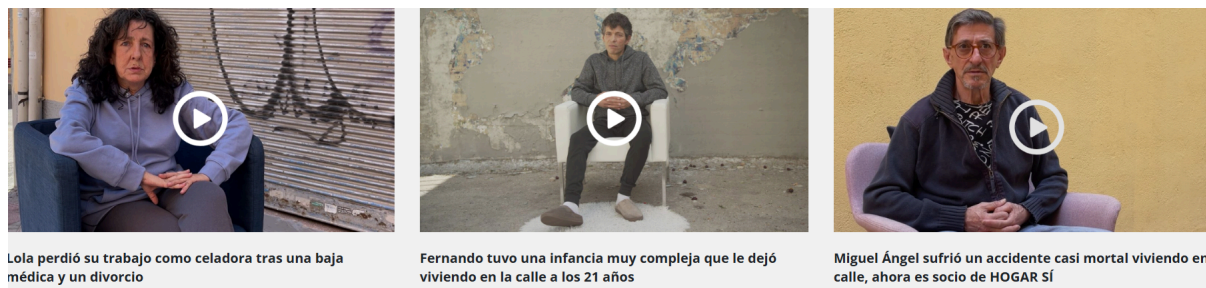 Lola perdió su trabajo como celadora tras una baja
médica y un divorcio
Fernando tuvo una infancia muy compleja que le dejó
viviendo en la calle a los 21 años
Miguel Ángel sufrió un accidente casi mortal viviendo en
calle, ahora es socio de HOGAR SÍ